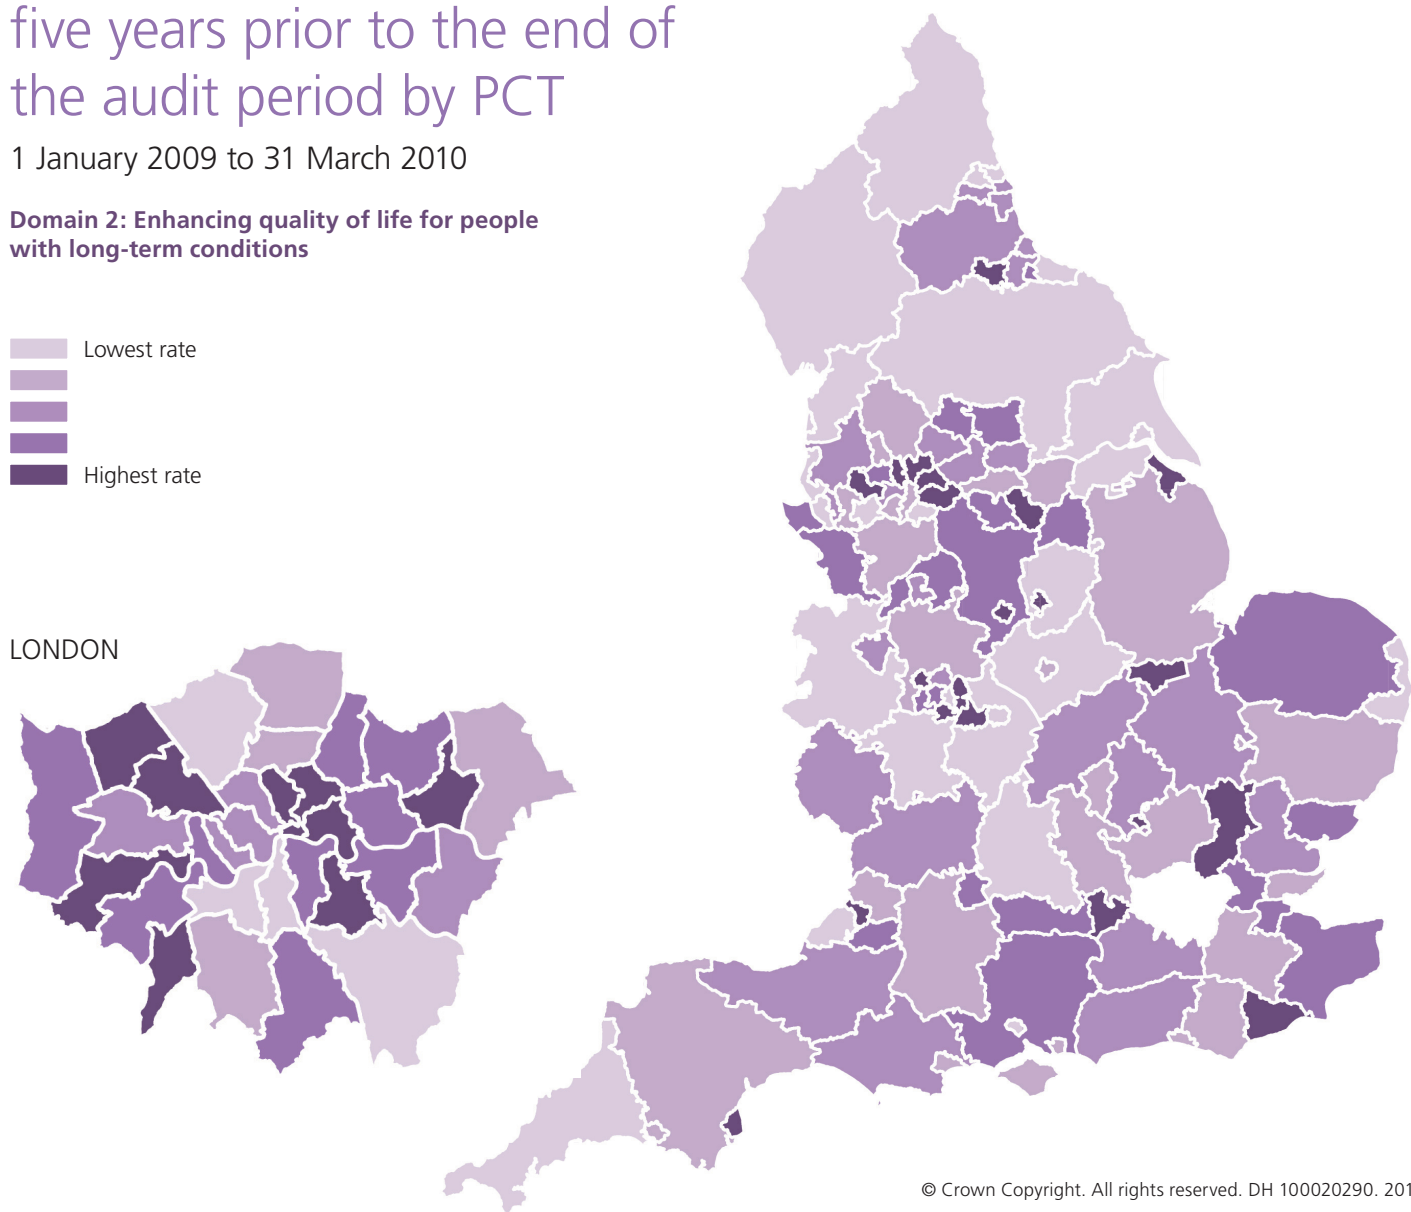 five years prior to the end of
the audit period by PCT
1 January 2009 to 31 March 2010
Domain 2: Enhancing quality of life for people
with long-term conditions
Lowest rate
Highest rate
LONDON
© Crown Copyright. All rights reserved. DH 100020290. 201